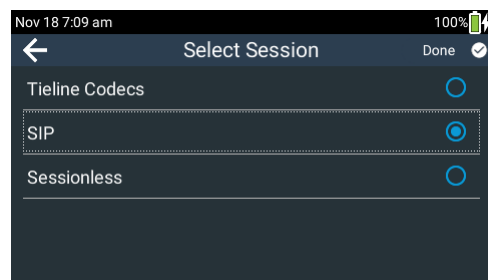 Nov 18 7:09 am 100%
Select Session Done
Tieline Codecs
SIP
Sessionless